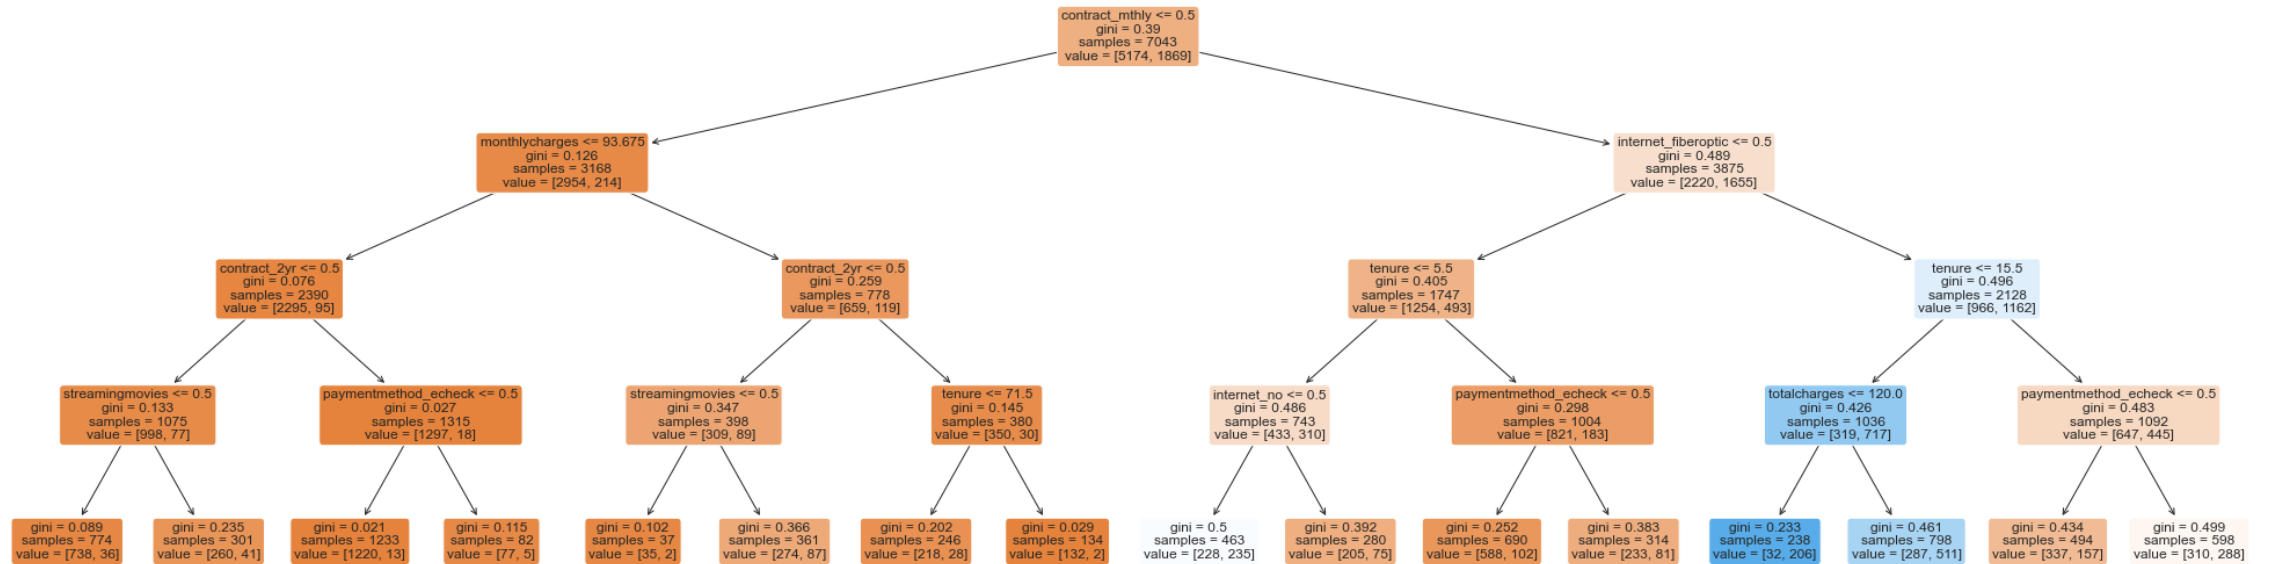 contract_mthly <= 0.5
gini = 0.39
samples = 7043
value = [5174, 1869]
monthlycharges <= 93.675
gini = 0.126
samples = 3168
value = [2954, 214]
internet_fiberoptic <= 0.5
gini = 0.489
samples = 3875
value = [2220, 1655]
contract_2yr <= 0.5
gini = 0.076
samples = 2390
value = [2295, 95]
contract_2yr <= 0.5
gini = 0.259
samples = 778
value = [659, 119]
tenure <= 5.5
gini = 0.405
samples = 1747
value = [1254, 493]
tenure <= 15.5
gini = 0.496
samples = 2128
value = [966, 1162]
streamingmovies <= 0.5
gini = 0.133
samples = 1075
value = [998, 77]
paymentmethod_echeck <= 0.5
gini = 0.027
samples = 1315
value = [1297, 18]
streamingmovies <= 0.5
gini = 0.347
samples = 398
value = [309, 89]
tenure <= 71.5
gini = 0.145
samples = 380
value = [350, 30]
internet_no <= 0.5
gini = 0.486
samples = 743
value = [433, 310]
paymentmethod_echeck <= 0.5
gini = 0.298
samples = 1004
value = [821, 183]
totalcharges <= 120.0
gini = 0.426
samples = 1036
value = [319, 717]
paymentmethod_echeck <= 0.5
gini = 0.483
samples = 1092
value = [647, 445]
gini = 0.089
samples = 774
value = [738, 36]
gini = 0.235
samples = 301
value = [260, 41]
gini = 0.021
samples = 1233
value = [1220, 13]
gini = 0.115
samples = 82
value = [77, 5]
gini = 0.102
samples = 37
value = [35, 2]
gini = 0.366
samples = 361
value = [274, 87]
gini = 0.202
samples = 246
value = [218, 28]
gini = 0.029
samples = 134
value = [132, 2]
gini = 0.5
samples = 463
value = [228, 235]
gini = 0.392
samples = 280
value = [205, 75]
gini = 0.252
samples = 690
value = [588, 102]
gini = 0.383
samples = 314
value = [233, 81]
gini = 0.233
samples = 238
value = [32, 206]
gini = 0.461
samples = 798
value = [287, 511]
gini = 0.434
samples = 494
value = [337, 157]
gini = 0.499
samples = 598
value = [310, 288]